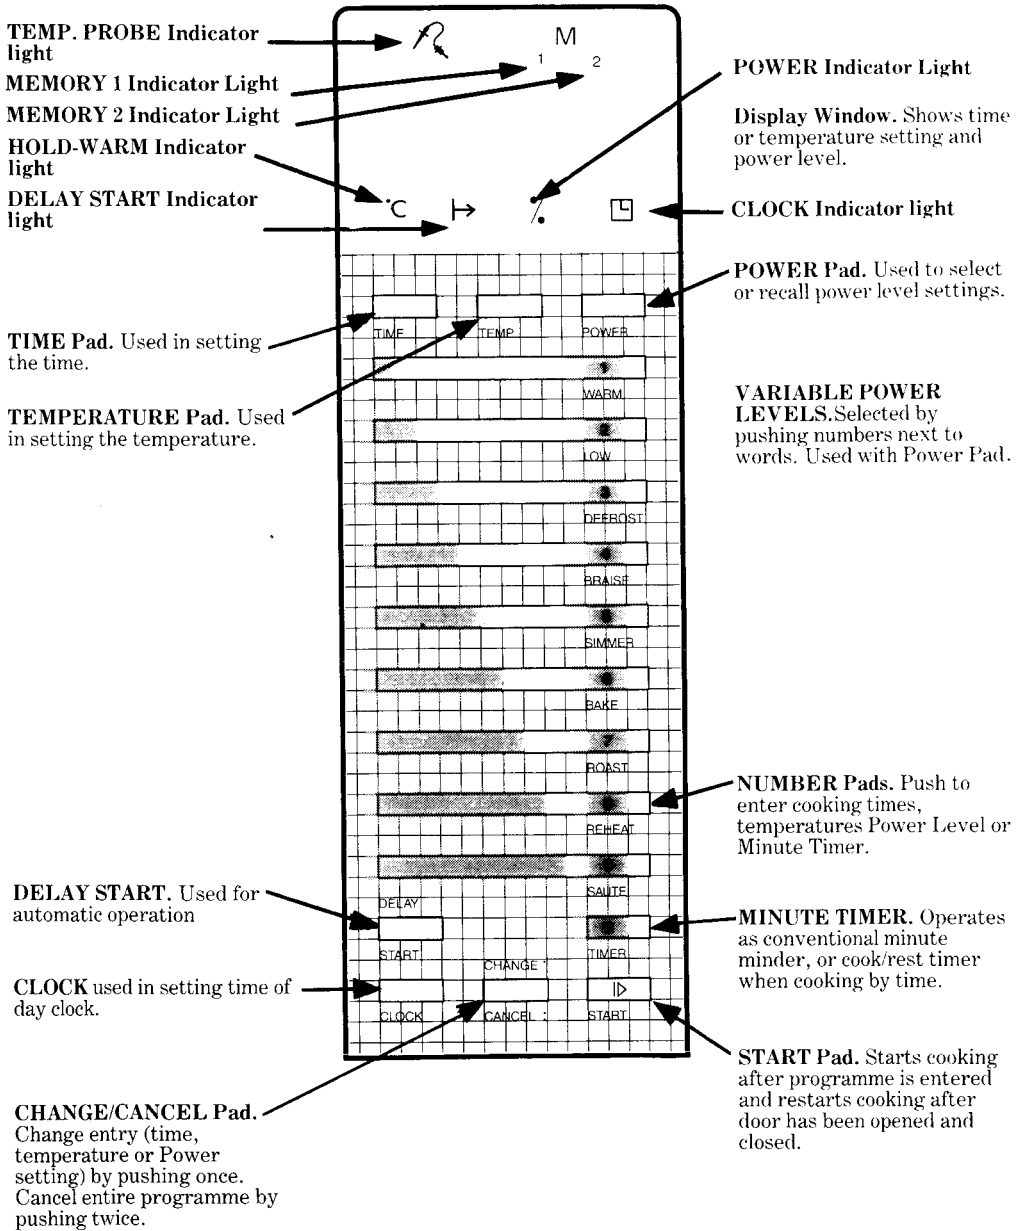 TEMP. PROBE Indicator
light
MEMORY 1 Indicator Light
MEMORY 2 Indicator Light
HOLD-WARM Indicator
light
DELAY START Indicator
light
M
1
2
°C
POWER Indicator Light
Display Window. Shows time
or temperature setting and
power level.
CLOCK Indicator light
POWER Pad. Used to select
or recall power level settings.
TIME Pad. Used in setting
the time.
TEMPERATURE Pad. Used
in setting the temperature.
VARIABLE POWER
LEVELS.Selected by
pushing numbers next to
words. Used with Power Pad.
TIME
TEMP
POWER
WARM
LOW
DEFROST
BRAISE
SIMMER
BAKE
ROAST
REHEAT
SAUTE
DELAY
START
CHANGE :
TIMER
CLOCK
CANCEL :
START
NUMBER Pads. Push to
enter cooking times,
temperatures Power Level or
Minute Timer.
DELAY START. Used for
automatic operation
MINUTE TIMER. Operates
as conventional minute
minder, or cook/rest timer
when cooking by time.
CLOCK used in setting time of
day clock.
START Pad. Starts cooking
after programme is entered
and restarts cooking after
door has been opened and
closed.
CHANGE/CANCEL Pad.
Change entry (time,
temperature or Power
setting) by pushing once.
Cancel entire programme by
pushing twice.